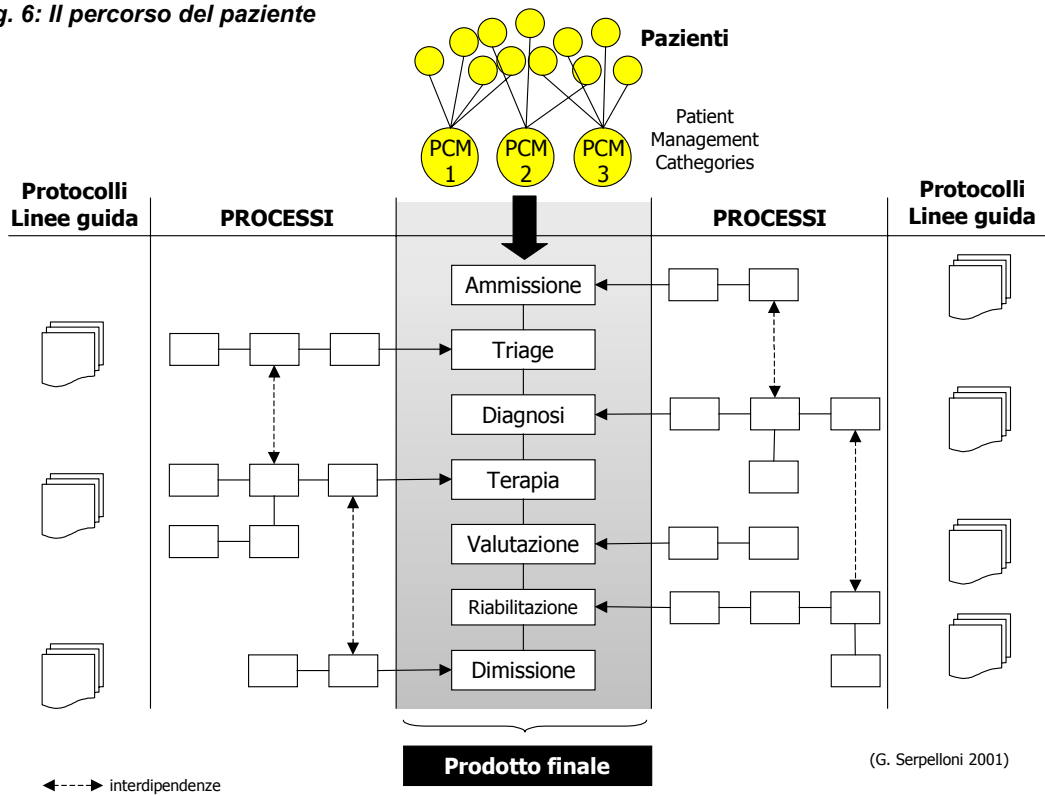 g. 6: Il percorso del paziente
Pazienti
Patient
Management
Cathegories
PCM
1
PCM
2
PCM
3
Protocolli
Linee guida
PROCESSI
PROCESSI
Protocolli
Linee guida
Ammissione
Triage
Diagnosi
Terapia
Valutazione
Riabilitazione
Dimissione
Prodotto finale
(G. Serpelloni 2001)
interdipendenze